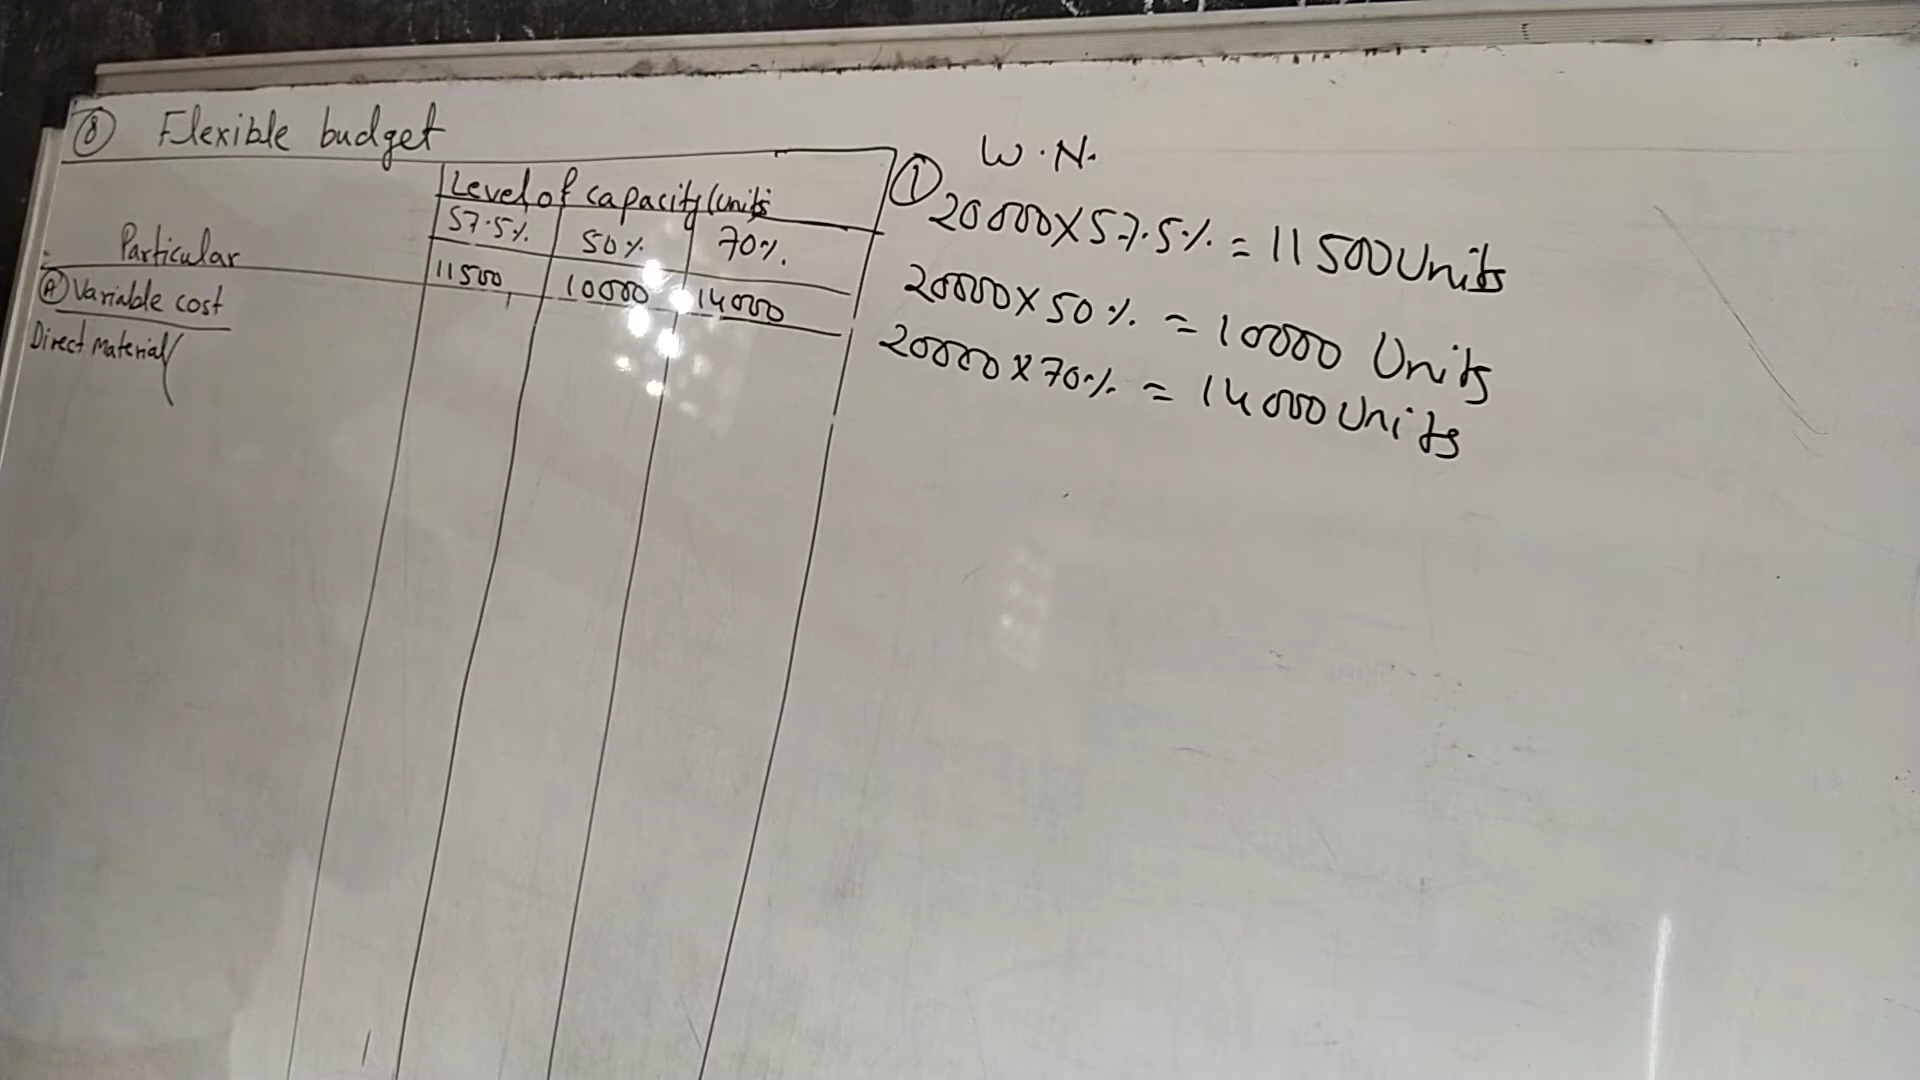 ⑧ Flexible budget
Particular
Level of capacity (units
57.5% 50% 70%
11500 10000 14000
Ⓐ Variable cost
Direct Material
W.N.
① 20000 X 57.5% = 11500 Units
20000 X 50% = 10000 Units
20000 X 70% = 14000 Units